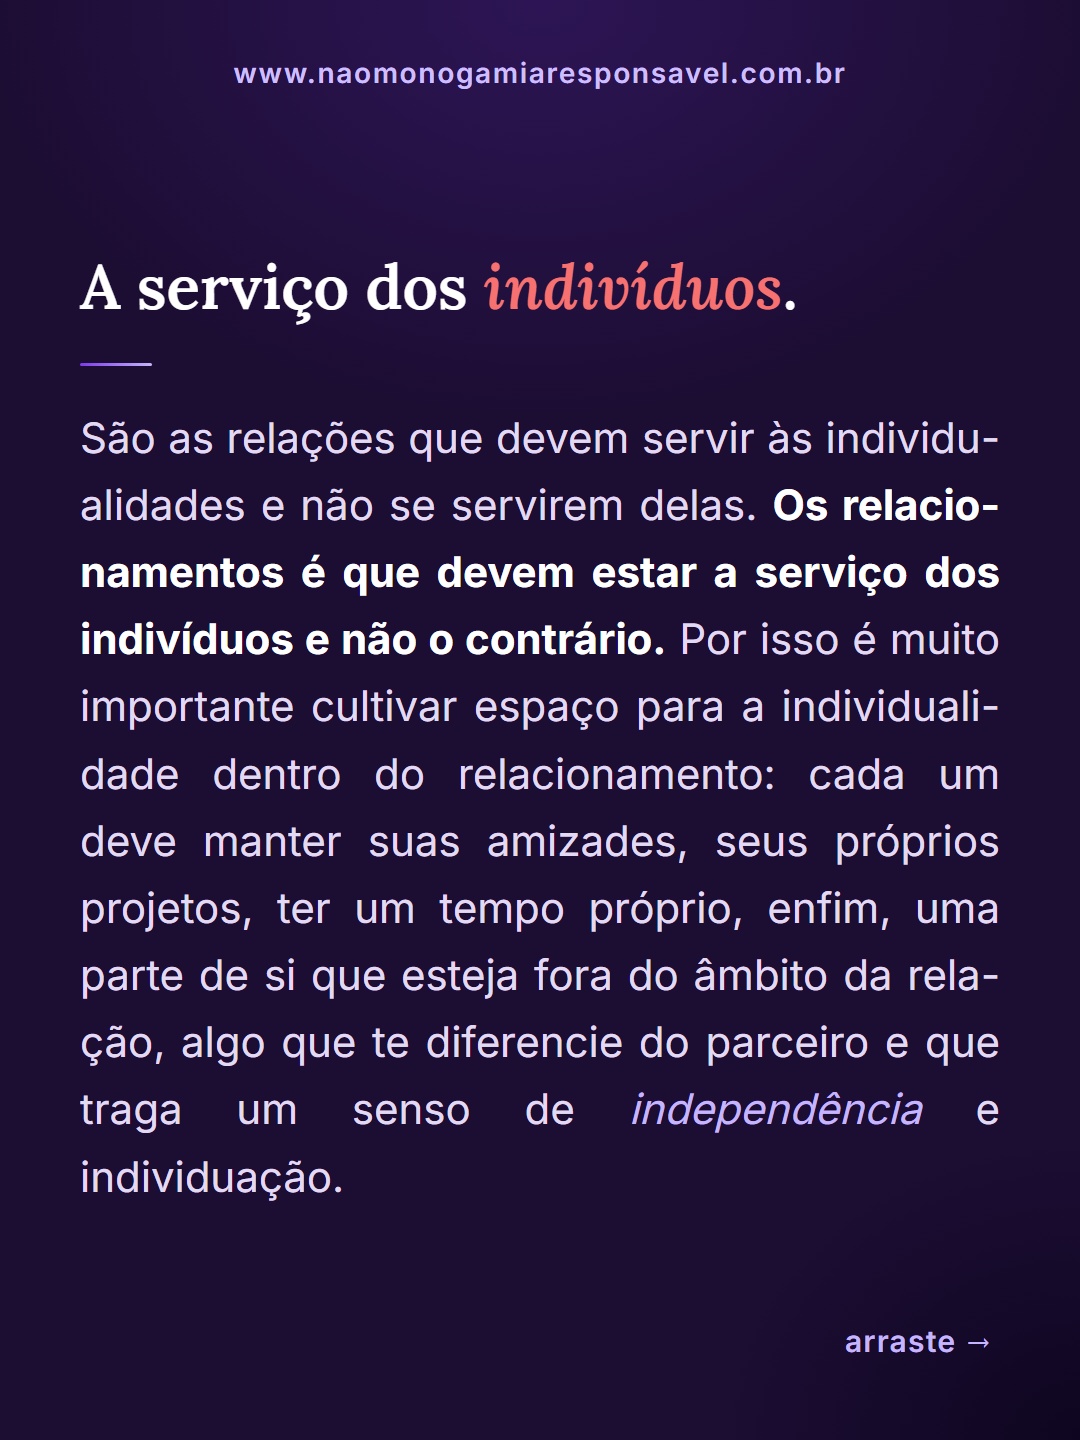 www.naomonogamiaresponsavel.com.br
A serviço dos indivíduos.
São as relações que devem servir às individu-
alidades e não se servirem delas. Os relacio-
namentos é que devem estar a serviço dos
indivíduos e não o contrário. Por isso é muito
importante cultivar espaço para a individuali-
dade dentro do relacionamento: cada um
deve manter suas amizades, seus próprios
projetos, ter um tempo próprio, enfim, uma
parte de si que esteja fora do âmbito da rela-
ção, algo que te diferencie do parceiro e que
traga um senso de independência e
individuação.
arraste →